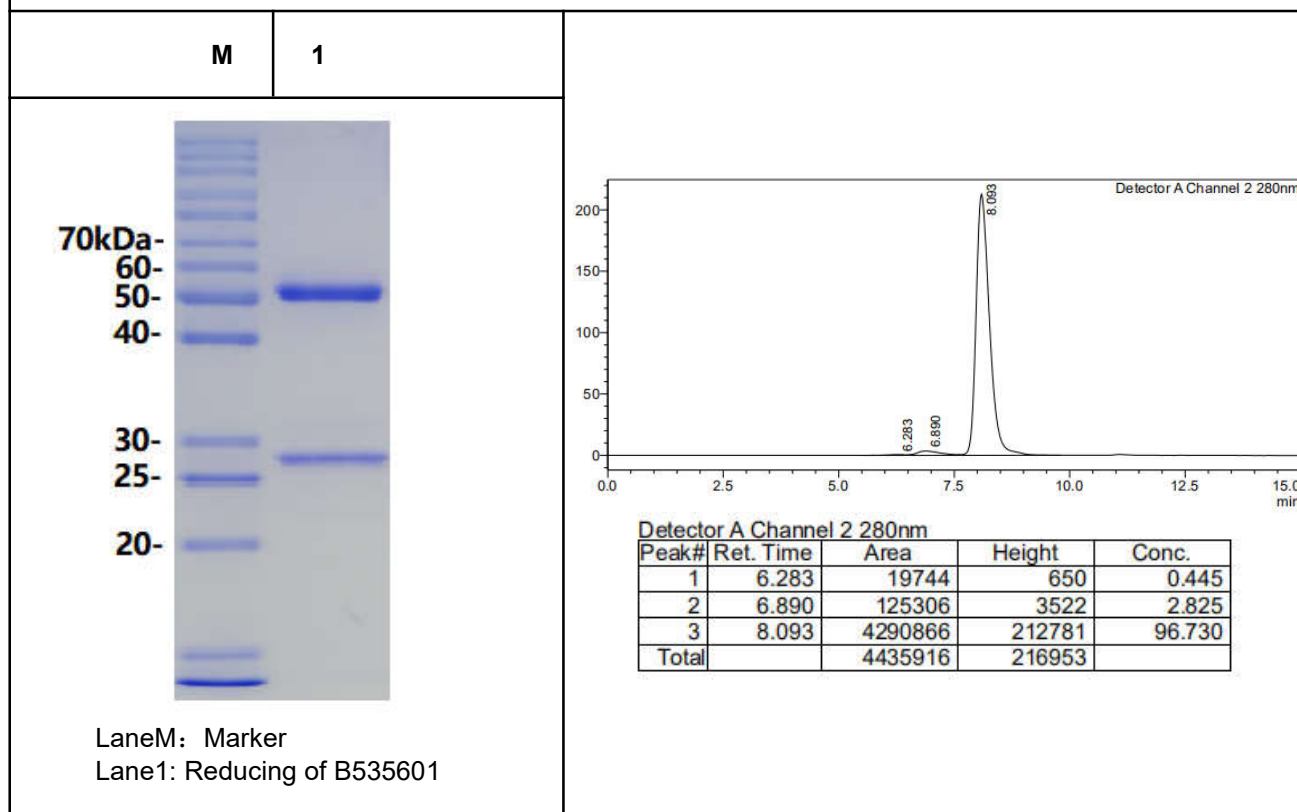 M 1
70kDa-
60-
50-
40-
30-
25-
20-
LaneM：Marker
Lane1: Reducing of B535601
Detector A Channel 2 280nm
200
150
100
50
0
6.283
6.890
8.093
0.0 2.5 5.0 7.5 10.0 12.5 15.0
min
Detector A Channel 2 280nm
Peak# Ret. Time Area Height Conc.
1 6.283 19744 650 0.445
2 6.890 125306 3522 2.825
3 8.093 4290866 212781 96.730
Total 4435916 216953